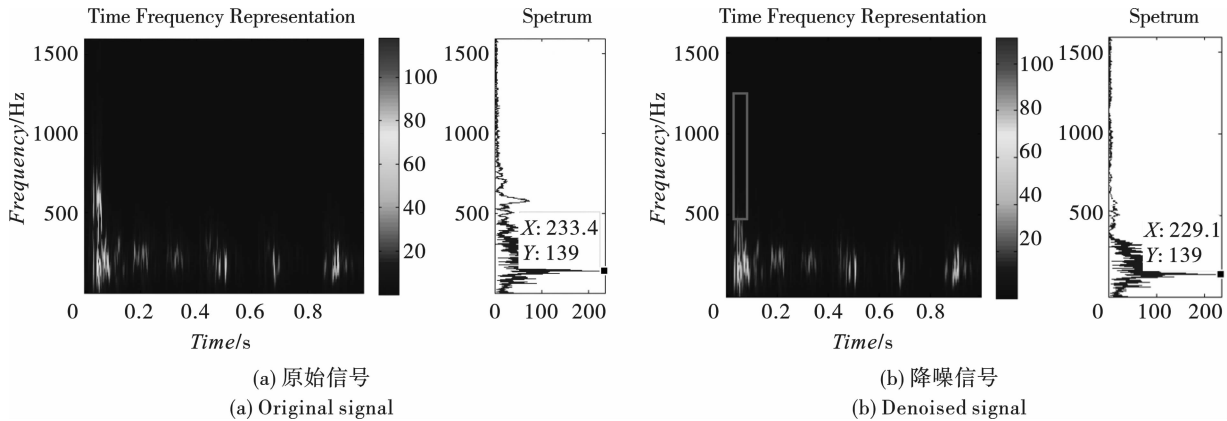 Time Frequency Representation
Spetrum
1500
1000
500
Frequency/Hz
0
0.2
0.4
0.6
0.8
Time/s
100
80
60
40
20
1500
1000
500
X: 233.4
Y: 139
0
100
200
(a) 原始信号
(a) Original signal
Time Frequency Representation
Spetrum
1500
1000
500
Frequency/Hz
0
0.2
0.4
0.6
0.8
Time/s
100
80
60
40
20
1500
1000
500
X: 229.1
Y: 139
0
100
200
(b) 降噪信号
(b) Denoised signal